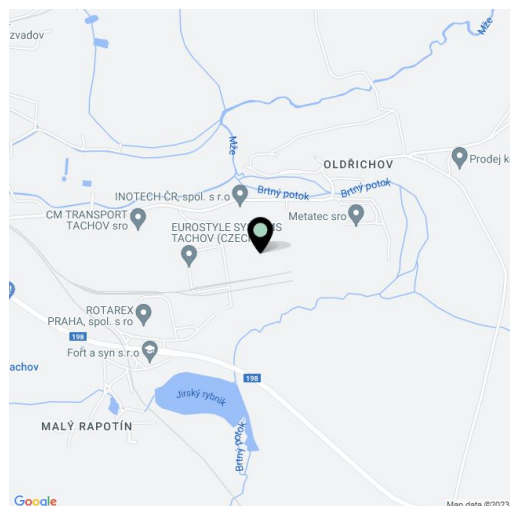 zvadov
Mže
Mže
OLDŘICHOV
Prodej k
INOTECH ČR, spol. s r.o
Brtný potok
Brtný potok
CM TRANSPORT
TACHOV sro
Metatec sro
EUROSTYLE SY
TACHOV (CZEC
ROTAREX
PRAHA, spol. s ro
198
Fořt a syn s.r.o
achov
198
Jirský rybník
MALÝ RAPOTÍN
Brtný potok
Google
Map data ©2023